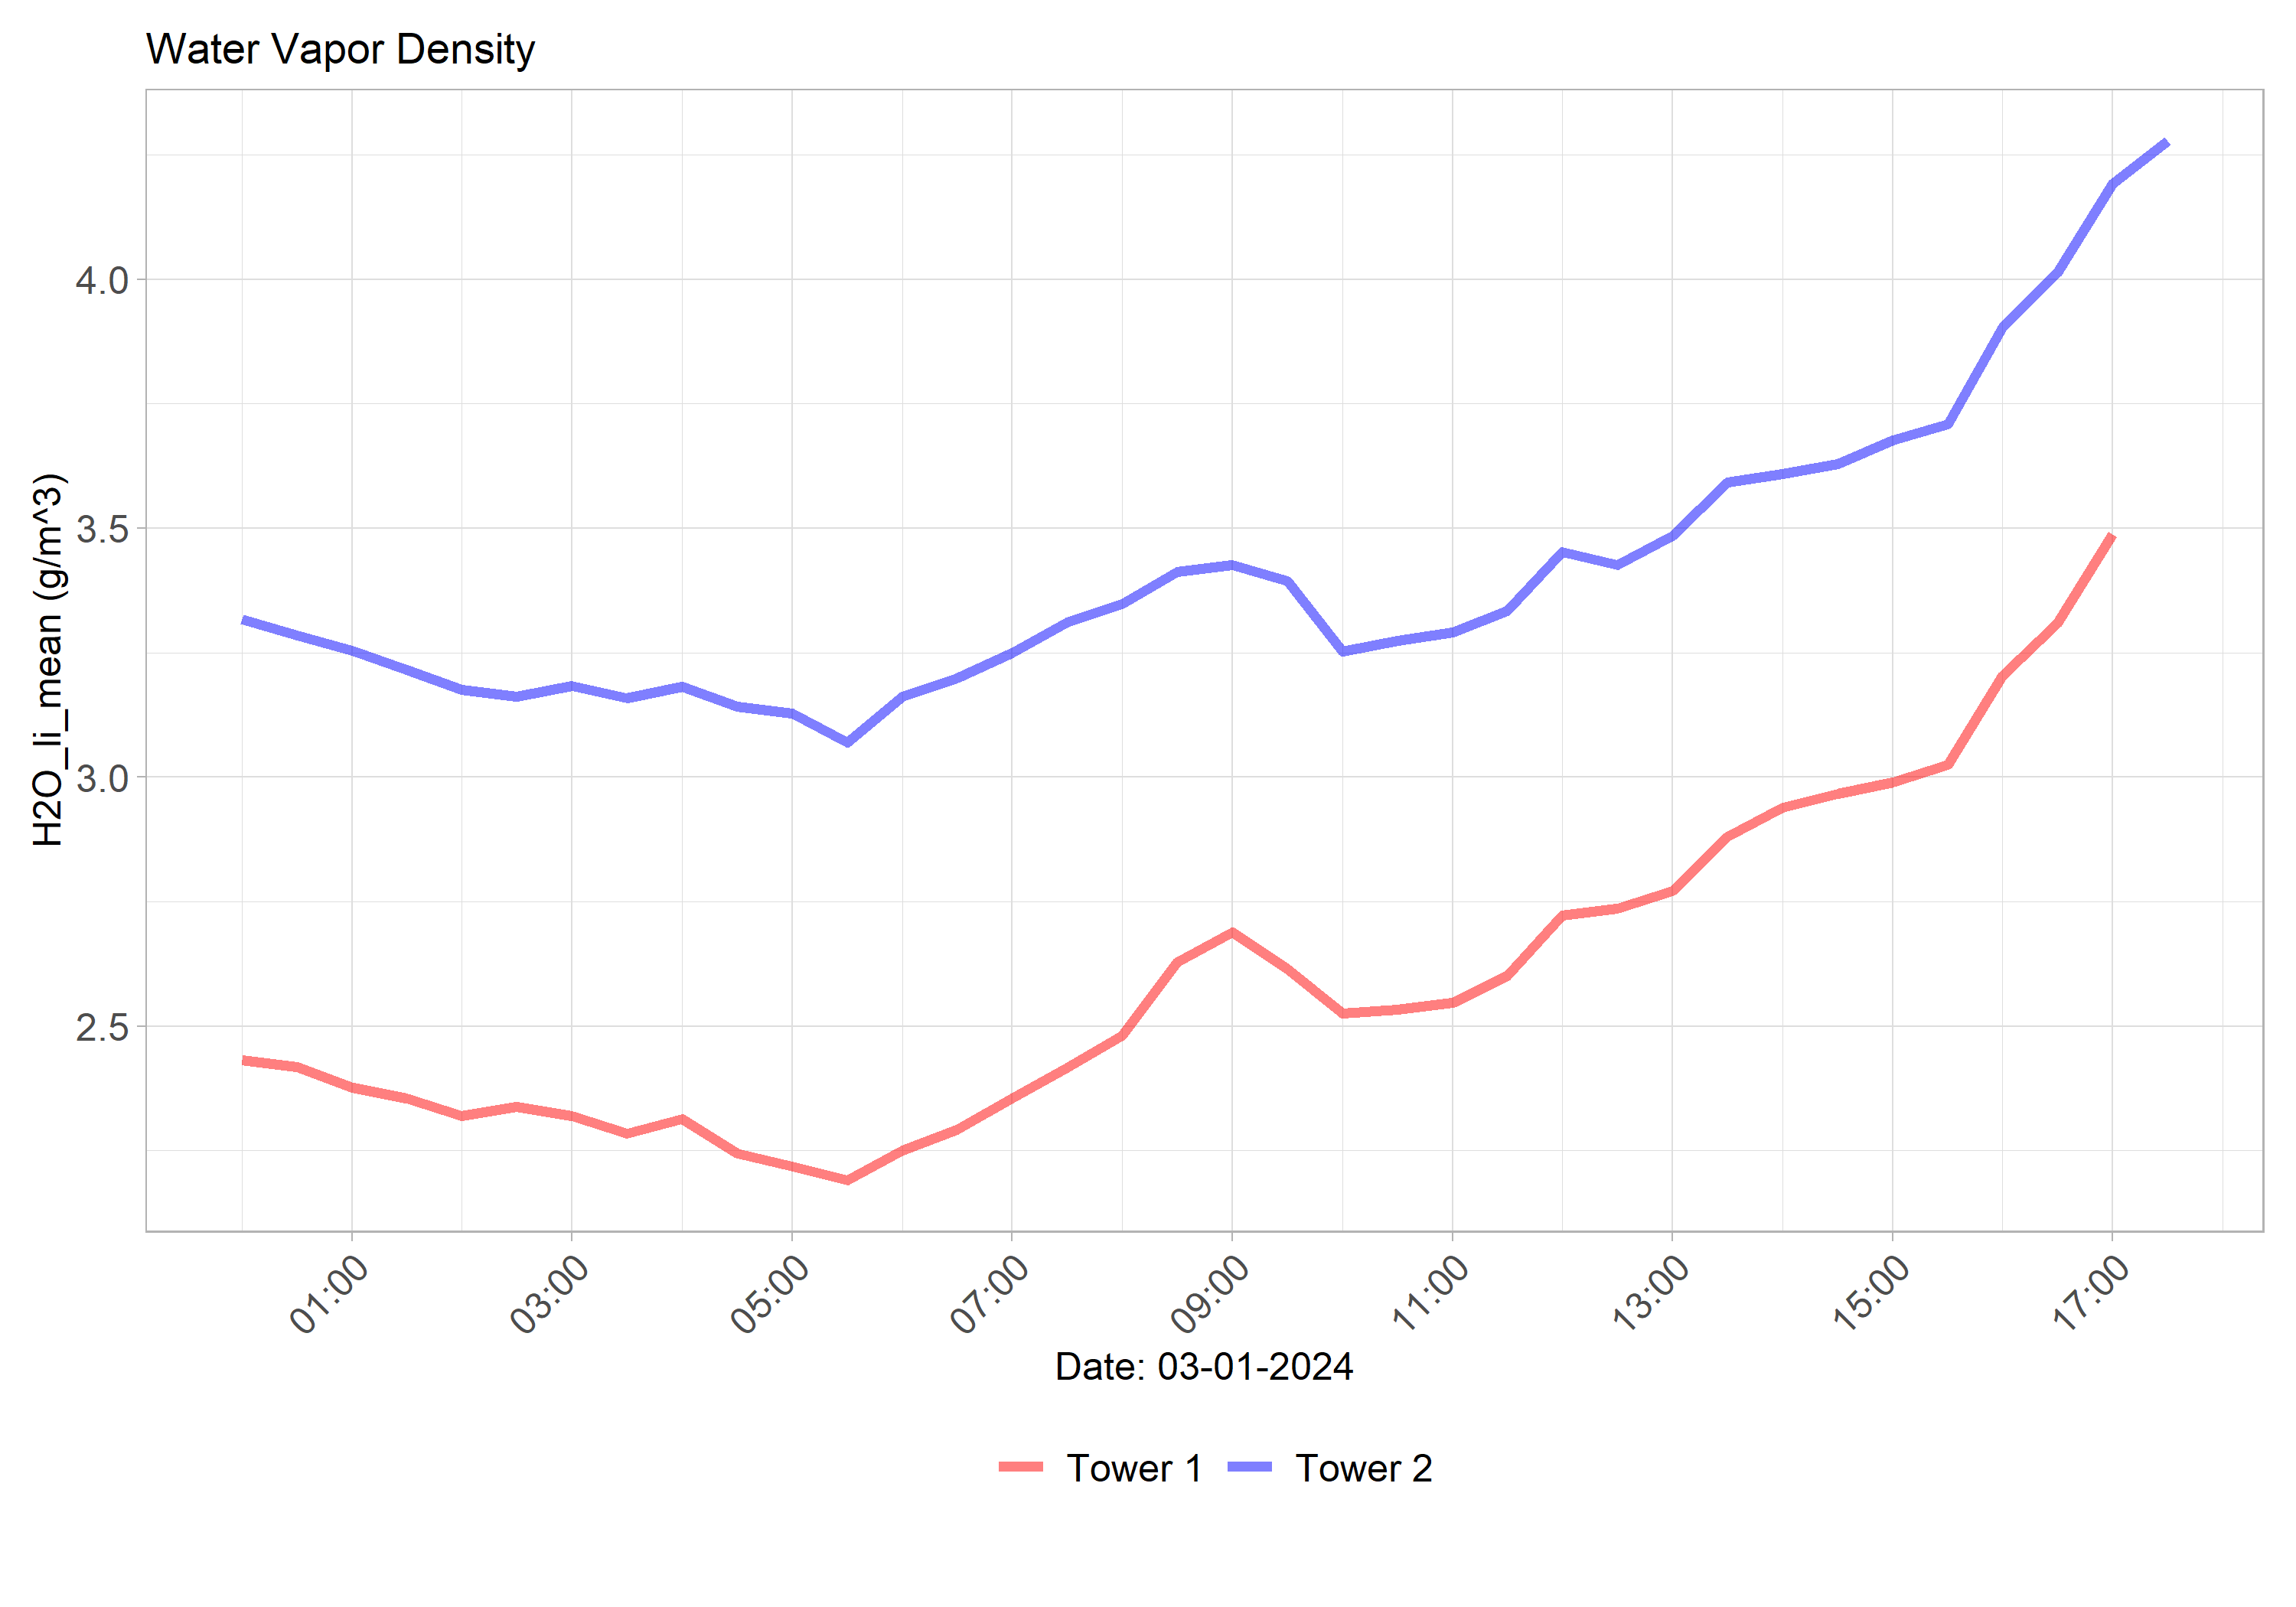 Water Vapor Density
H2O_li_mean (g/m^3)
4.0
3.5
3.0
2.5
01:00
03:00
05:00
07:00
09:00
11:00
13:00
15:00
17:00
Date: 03-01-2024
Tower 1
Tower 2